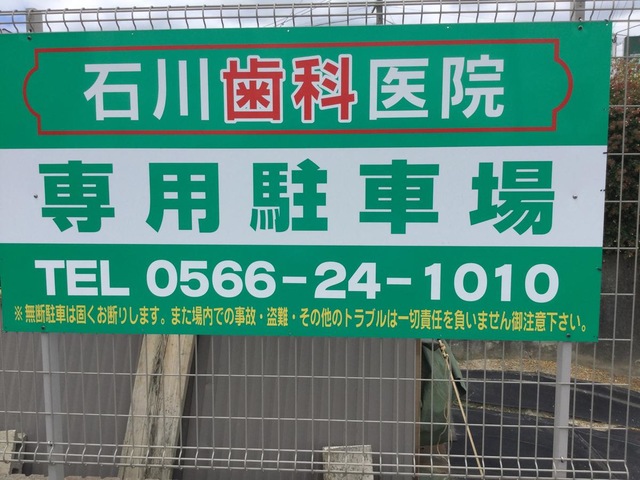 石川歯科医院
専用駐車場
TEL 0566-24-1010
※無断駐車は固くお断りします。また場内での事故・盗難・その他のトラブルは一切責任を負いません御注意下さい。